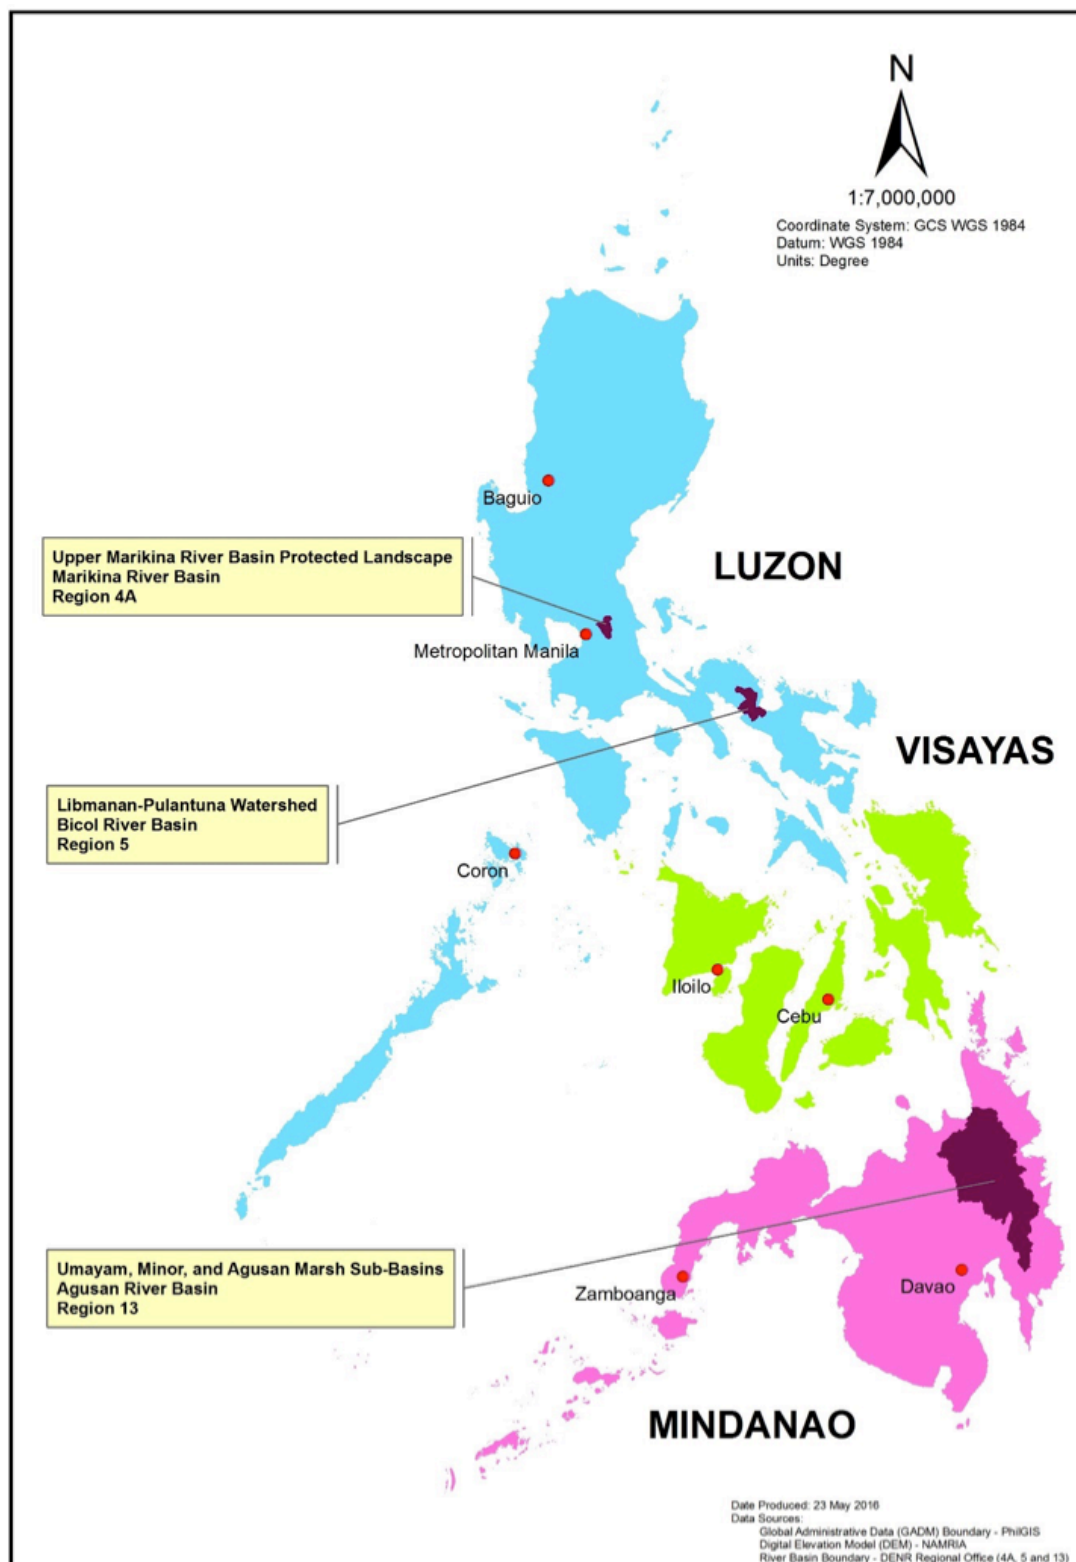 N
1:7,000,000
Coordinate System: GCS WGS 1984
Datum: WGS 1984
Units: Degree
Baguio
Upper Marikina River Basin Protected Landscape
Marikina River Basin
Region 4A
LUZON
Metropolitan Manila
VISAYAS
Libmanan-Pulantuna Watershed
Bicol River Basin
Region 5
Coron
Iloilo
Cebu
Umayam, Minor, and Agusan Marsh Sub-Basins
Agusan River Basin
Region 13
Zamboanga
Davao
MINDANAO
Date Produced: 23 May 2016
Data Sources:
Global Administrative Data (GADM) Boundary - PhilGIS
Digital Elevation Model (DEM) - NAMRIA
River Basin Boundary - DENR Regional Office (4A, 5 and 13)